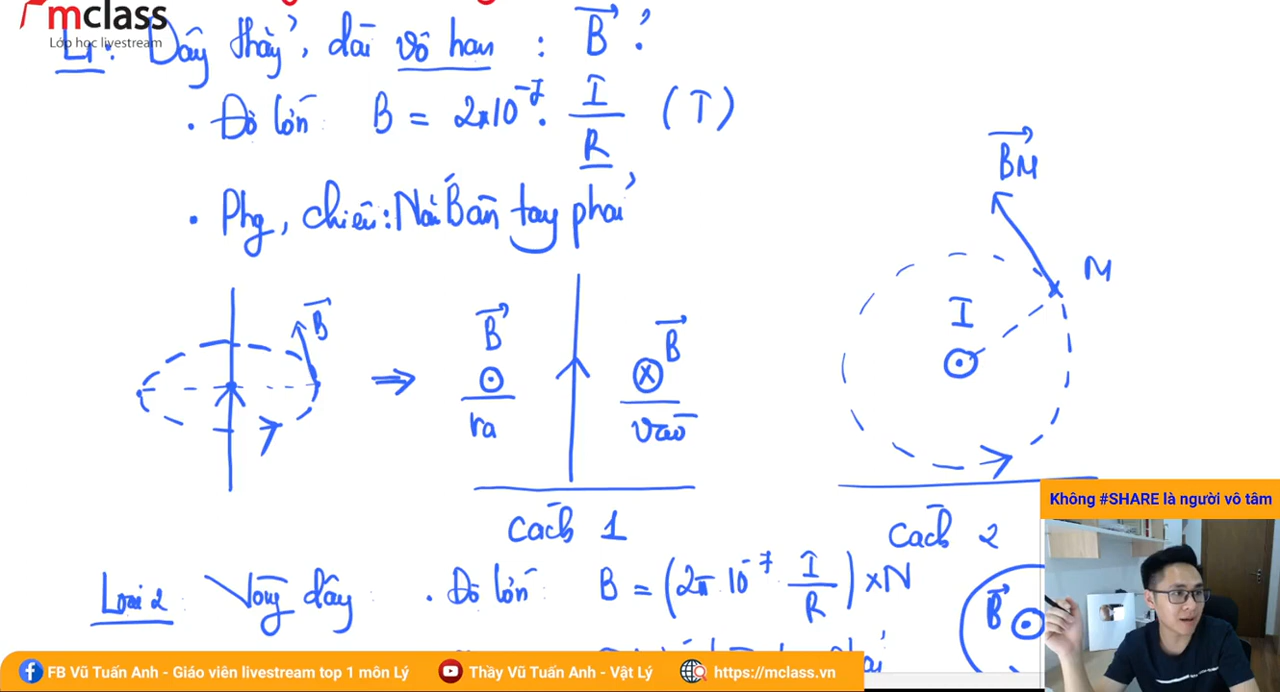 mclass
Lớp học livestream
L1: Dây thẳng, dài vô hạn : B→ :
• Độ lớn: B = 2×10⁻⁷. I/R (T)
• Phg, chiều: Nắm Bàn tay phải
BM→
M
I
B→
B→
B→
ra
vào
Cách 1
Cách 2
Loại 2: Vòng dây: • Độ lớn: B = (2π 10⁻⁷ I/R) ×N
B→
Không #SHARE là người vô tâm
FB Vũ Tuấn Anh - Giáo viên livestream top 1 môn Lý
Thầy Vũ Tuấn Anh - Vật Lý
https://mclass.vn